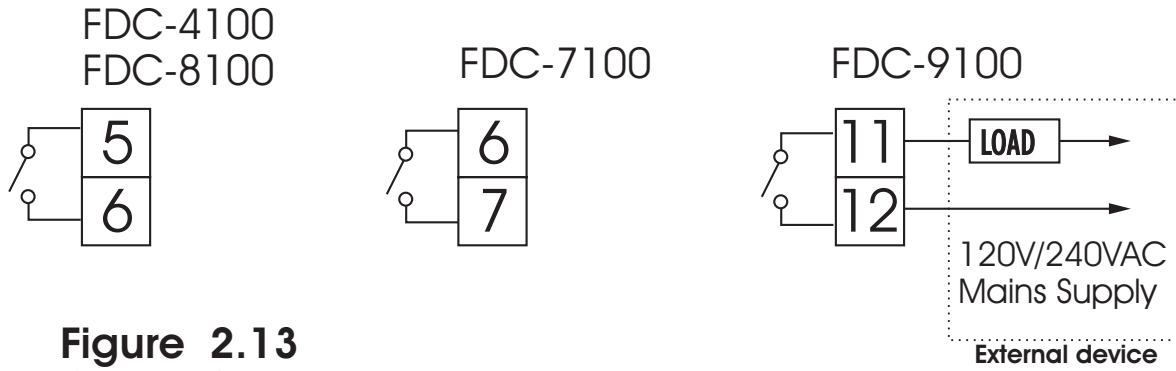 FDC-4100
FDC-8100
5
6
FDC-7100
6
7
FDC-9100
11
12
LOAD
120V/240VAC
Mains Supply
External device
Figure 2.13